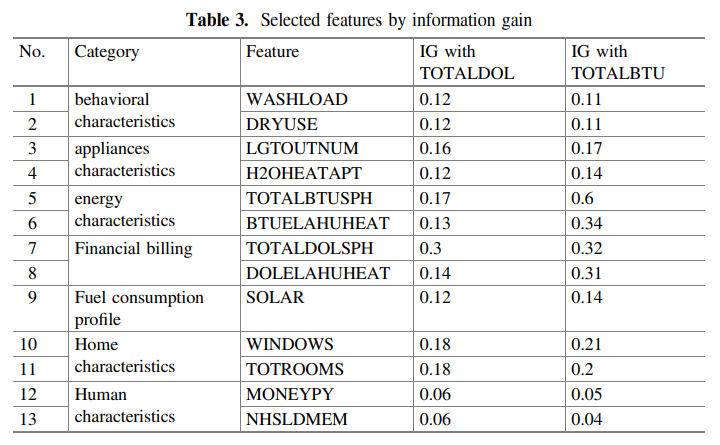 Table 3. Selected features by information gain
No. Category Feature IG with TOTALDOL IG with TOTALBTU
1 behavioral characteristics WASHLOAD 0.12 0.11
2 DRYUSE 0.12 0.11
3 appliances characteristics LGTOUTNUM 0.16 0.17
4 H2OHEATAPT 0.12 0.14
5 energy characteristics TOTALBTUSPH 0.17 0.6
6 BTUELAHUHEAT 0.13 0.34
7 Financial billing TOTALDOLSPH 0.3 0.32
8 DOLELAHUHEAT 0.14 0.31
9 Fuel consumption profile SOLAR 0.12 0.14
10 Home characteristics WINDOWS 0.18 0.21
11 TOTROOMS 0.18 0.2
12 Human characteristics MONEYPY 0.06 0.05
13 NHSLDMEM 0.06 0.04